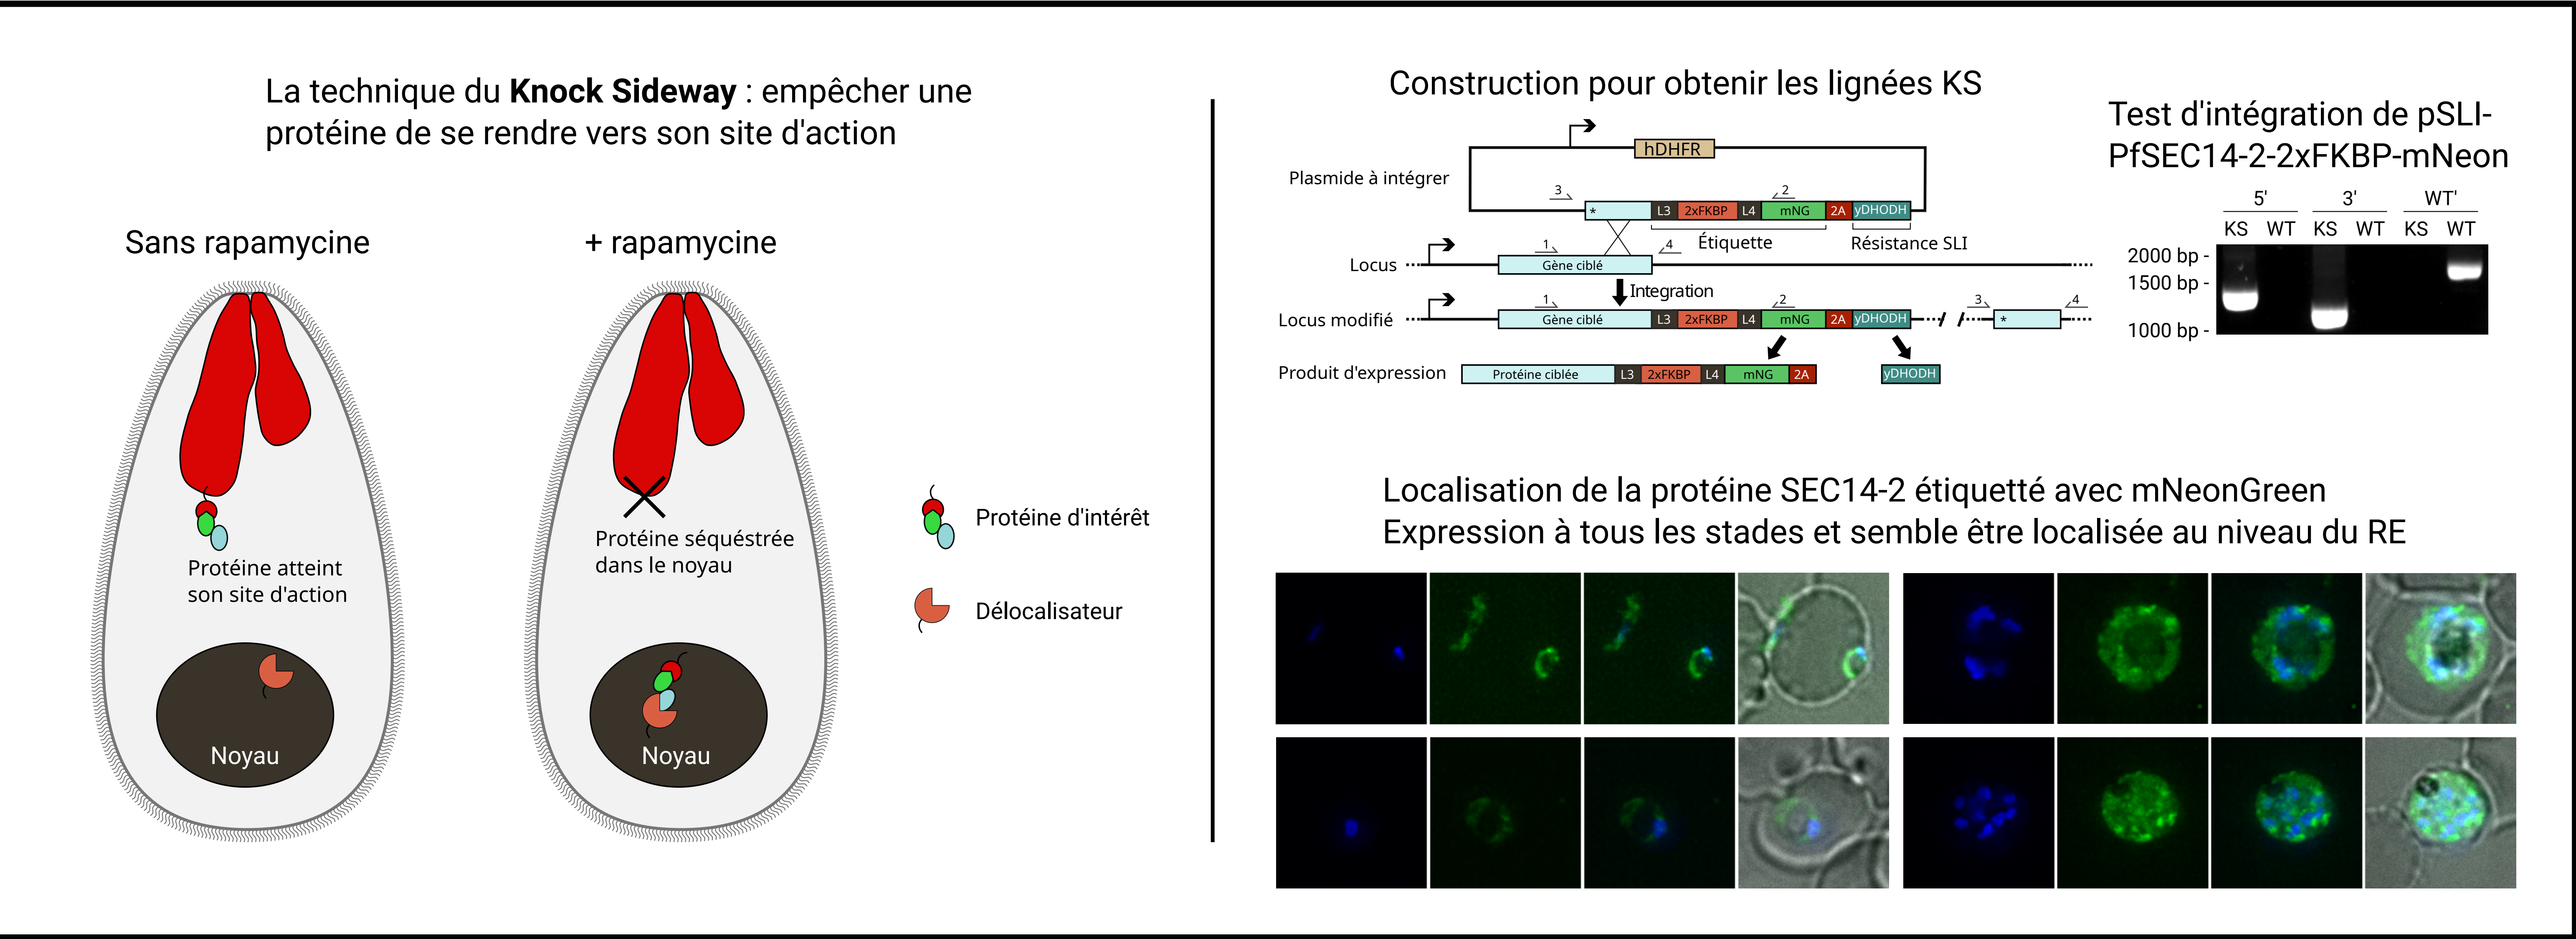 La technique du Knock Sideway : empêcher une
protéine de se rendre vers son site d'action
Sans rapamycine
+ rapamycine
Protéine atteint
son site d'action
Noyau
Protéine séquéstrée
dans le noyau
Noyau
Protéine d'intérêt
Délocalisateur
Construction pour obtenir les lignées KS
hDHFR
Plasmide à intégrer
3
2
* L3 2xFKBP L4 mNG 2A yDHODH
Étiquette
Résistance SLI
1
4
Locus
Gène ciblé
Integration
1
2
3
4
Locus modifié
Gène ciblé L3 2xFKBP L4 mNG 2A yDHODH
*
Produit d'expression
Protéine ciblée L3 2xFKBP L4 mNG 2A
yDHODH
Test d'intégration de pSLI-
PfSEC14-2-2xFKBP-mNeon
5' 3' WT'
KS WT KS WT KS WT
2000 bp -
1500 bp -
1000 bp -
Localisation de la protéine SEC14-2 étiquetté avec mNeonGreen
Expression à tous les stades et semble être localisée au niveau du RE